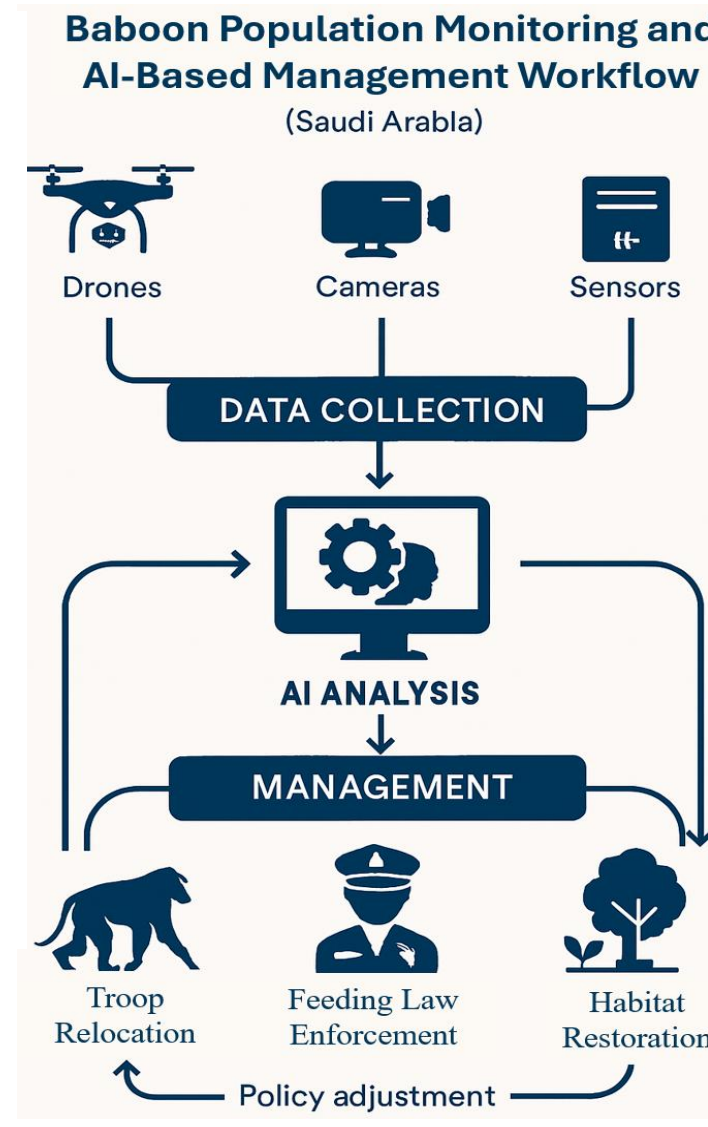 Baboon Population Monitoring and
AI-Based Management Workflow
(Saudi Arabla)
Drones
Cameras
Sensors
DATA COLLECTION
AI ANALYSIS
MANAGEMENT
Troop
Relocation
Feeding Law
Enforcement
Habitat
Restoration
Policy adjustment